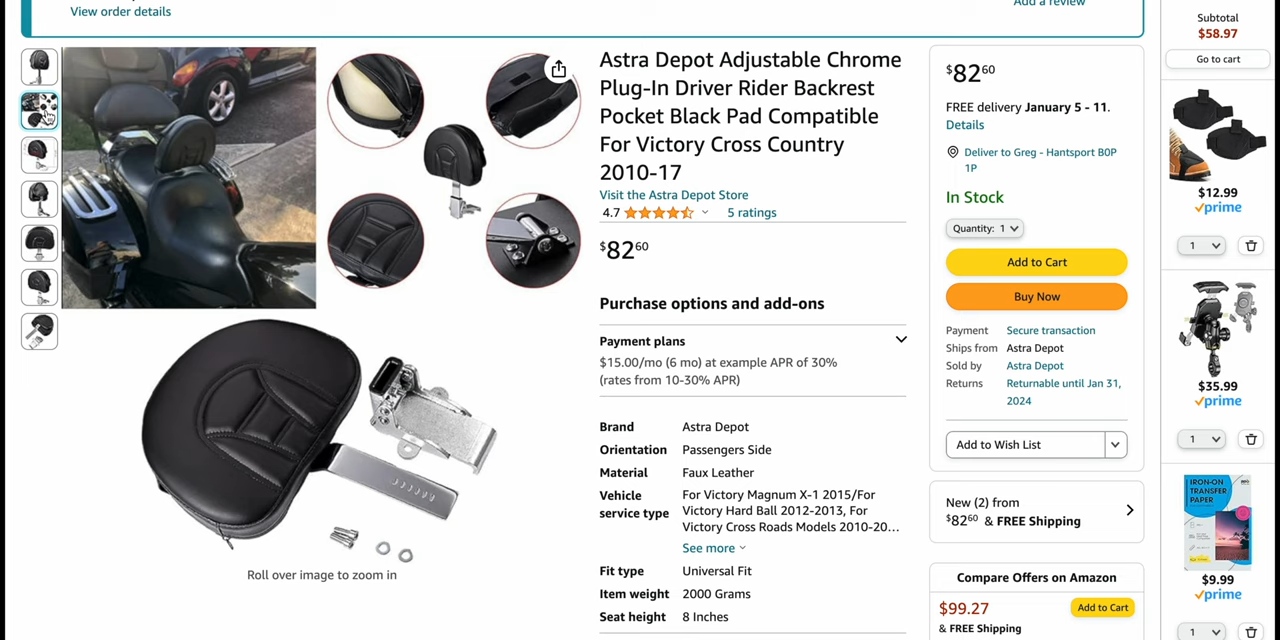 View order details
Add a review
Astra Depot Adjustable Chrome
Plug-In Driver Rider Backrest
Pocket Black Pad Compatible
For Victory Cross Country
2010-17
Visit the Astra Depot Store
4.7
5 ratings
$82 60
Purchase options and add-ons
Payment plans
$15.00/mo (6 mo) at example APR of 30%
(rates from 10-30% APR)
Brand Astra Depot
Orientation Passengers Side
Material Faux Leather
Vehicle service type For Victory Magnum X-1 2015/For
Victory Hard Ball 2012-2013, For
Victory Cross Roads Models 2010-20...
See more
Fit type Universal Fit
Item weight 2000 Grams
Seat height 8 Inches
Roll over image to zoom in
$82 60
FREE delivery January 5 - 11.
Details
Deliver to Greg - Hantsport B0P
1P
In Stock
Quantity: 1
Add to Cart
Buy Now
Payment Secure transaction
Ships from Astra Depot
Sold by Astra Depot
Returns Returnable until Jan 31,
2024
Add to Wish List
New (2) from
$82 60 & FREE Shipping
Compare Offers on Amazon
$99.27
Add to Cart
& FREE Shipping
Subtotal
$58.97
Go to cart
$12.99
prime
1
$35.99
prime
1
IRON-ON
TRANSFER
PAPER
$9.99
prime
1